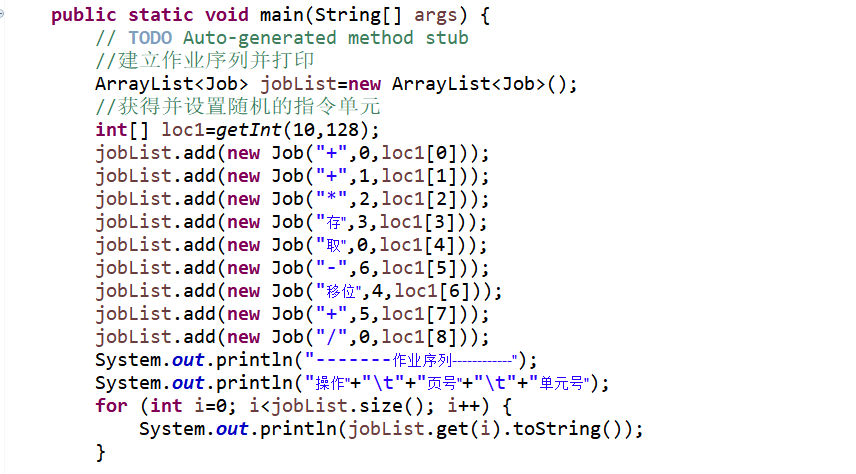 public static void main(String[] args) {
// TODO Auto-generated method stub
//建立作业序列并打印
ArrayList<Job> jobList=new ArrayList<Job>();
//获得并设置随机的指令单元
int[] loc1=getInt(10,128);
jobList.add(new Job("+",0,loc1[0]));
jobList.add(new Job("+",1,loc1[1]));
jobList.add(new Job("*",2,loc1[2]));
jobList.add(new Job("存",3,loc1[3]));
jobList.add(new Job("取",0,loc1[4]));
jobList.add(new Job("-",6,loc1[5]));
jobList.add(new Job("移位",4,loc1[6]));
jobList.add(new Job("+",5,loc1[7]));
jobList.add(new Job("/",0,loc1[8]));
System.out.println("-------作业序列------------");
System.out.println("操作"+"\t"+"页号"+"\t"+"单元号");
for (int i=0; i<jobList.size(); i++) {
System.out.println(jobList.get(i).toString());
}